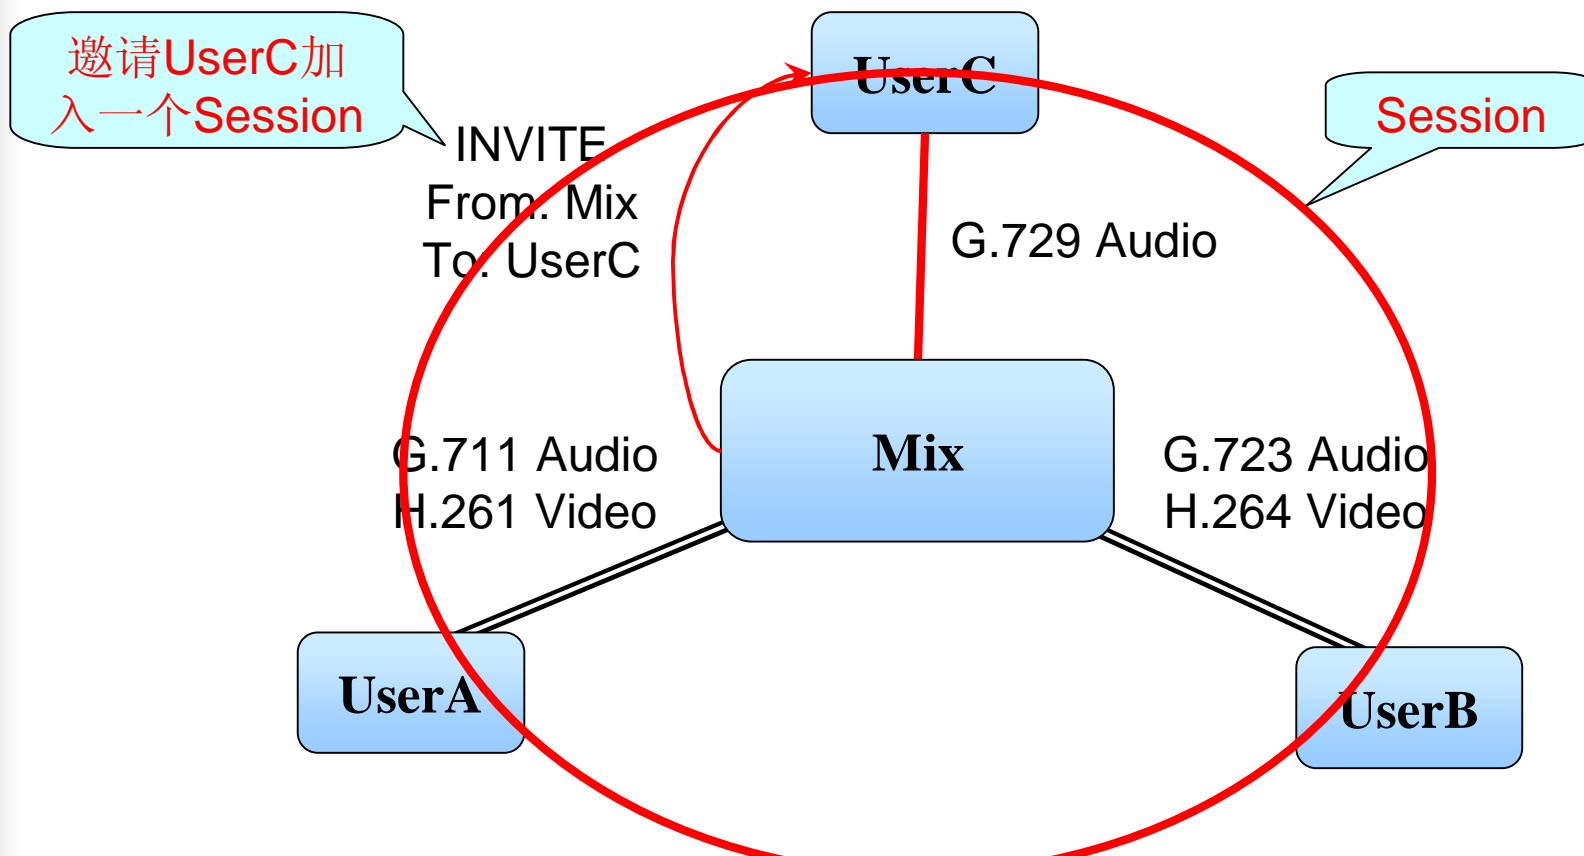 邀请UserC加
入一个Session
UserC
Session
INVITE
From: Mix
To: UserC
G.729 Audio
G.711 Audio
H.261 Video
Mix
G.723 Audio
H.264 Video
UserA
UserB